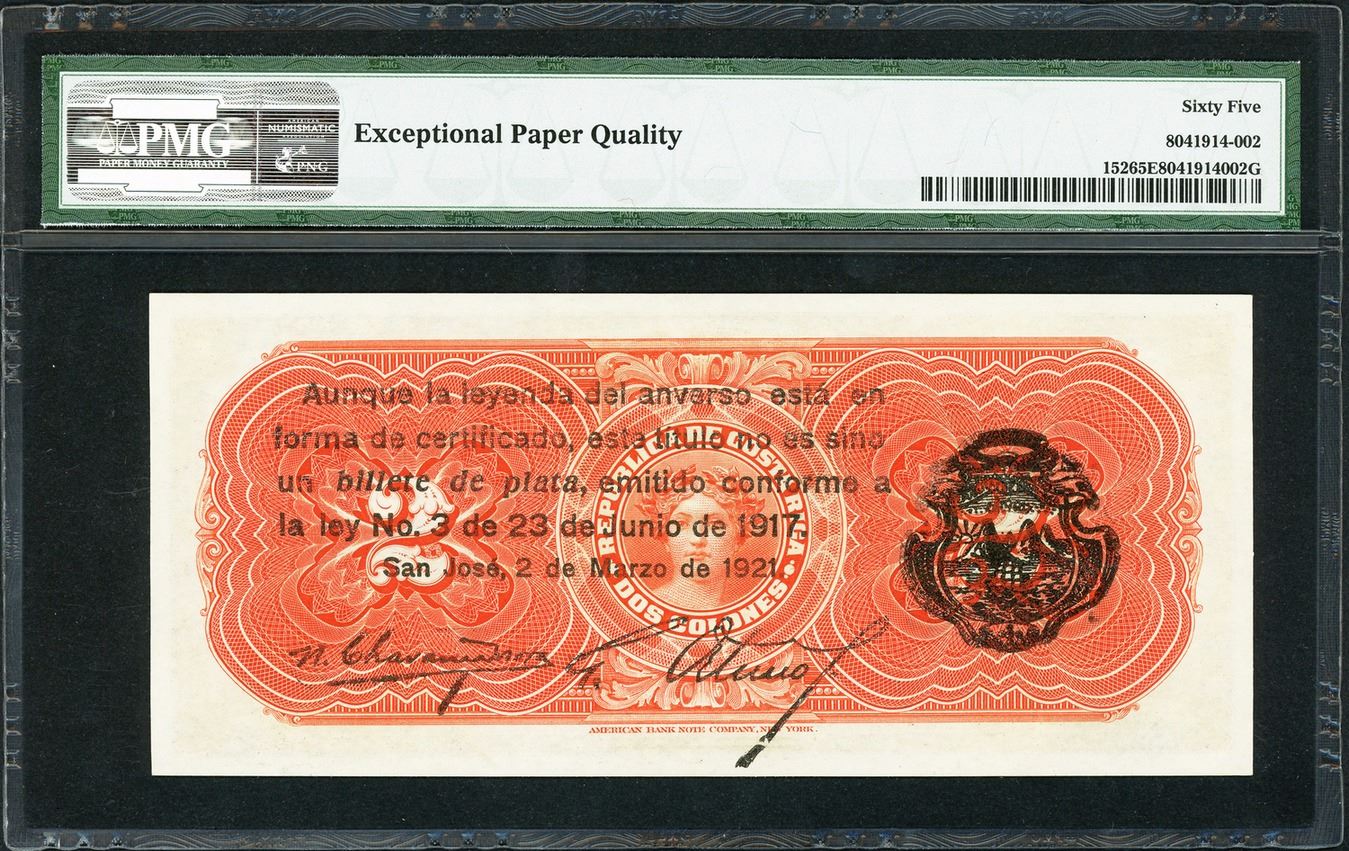 PMG
PAPER MONEY GUARANTY
NUMISMATIC
PNG
Exceptional Paper Quality
Sixty Five
8041914-002
15265E8041914002G
Aunque la leyenda del anverso está en
forma de certificado, este título no es sino
un billete de plata, emitido conforme a
la ley No. 3 de 23 de Junio de 1917.
San José, 2 de Marzo de 1921
REPUBLICA DE COSTA RICA
DOS COLONES
2
AMERICAN BANK NOTE COMPANY, NEW YORK.